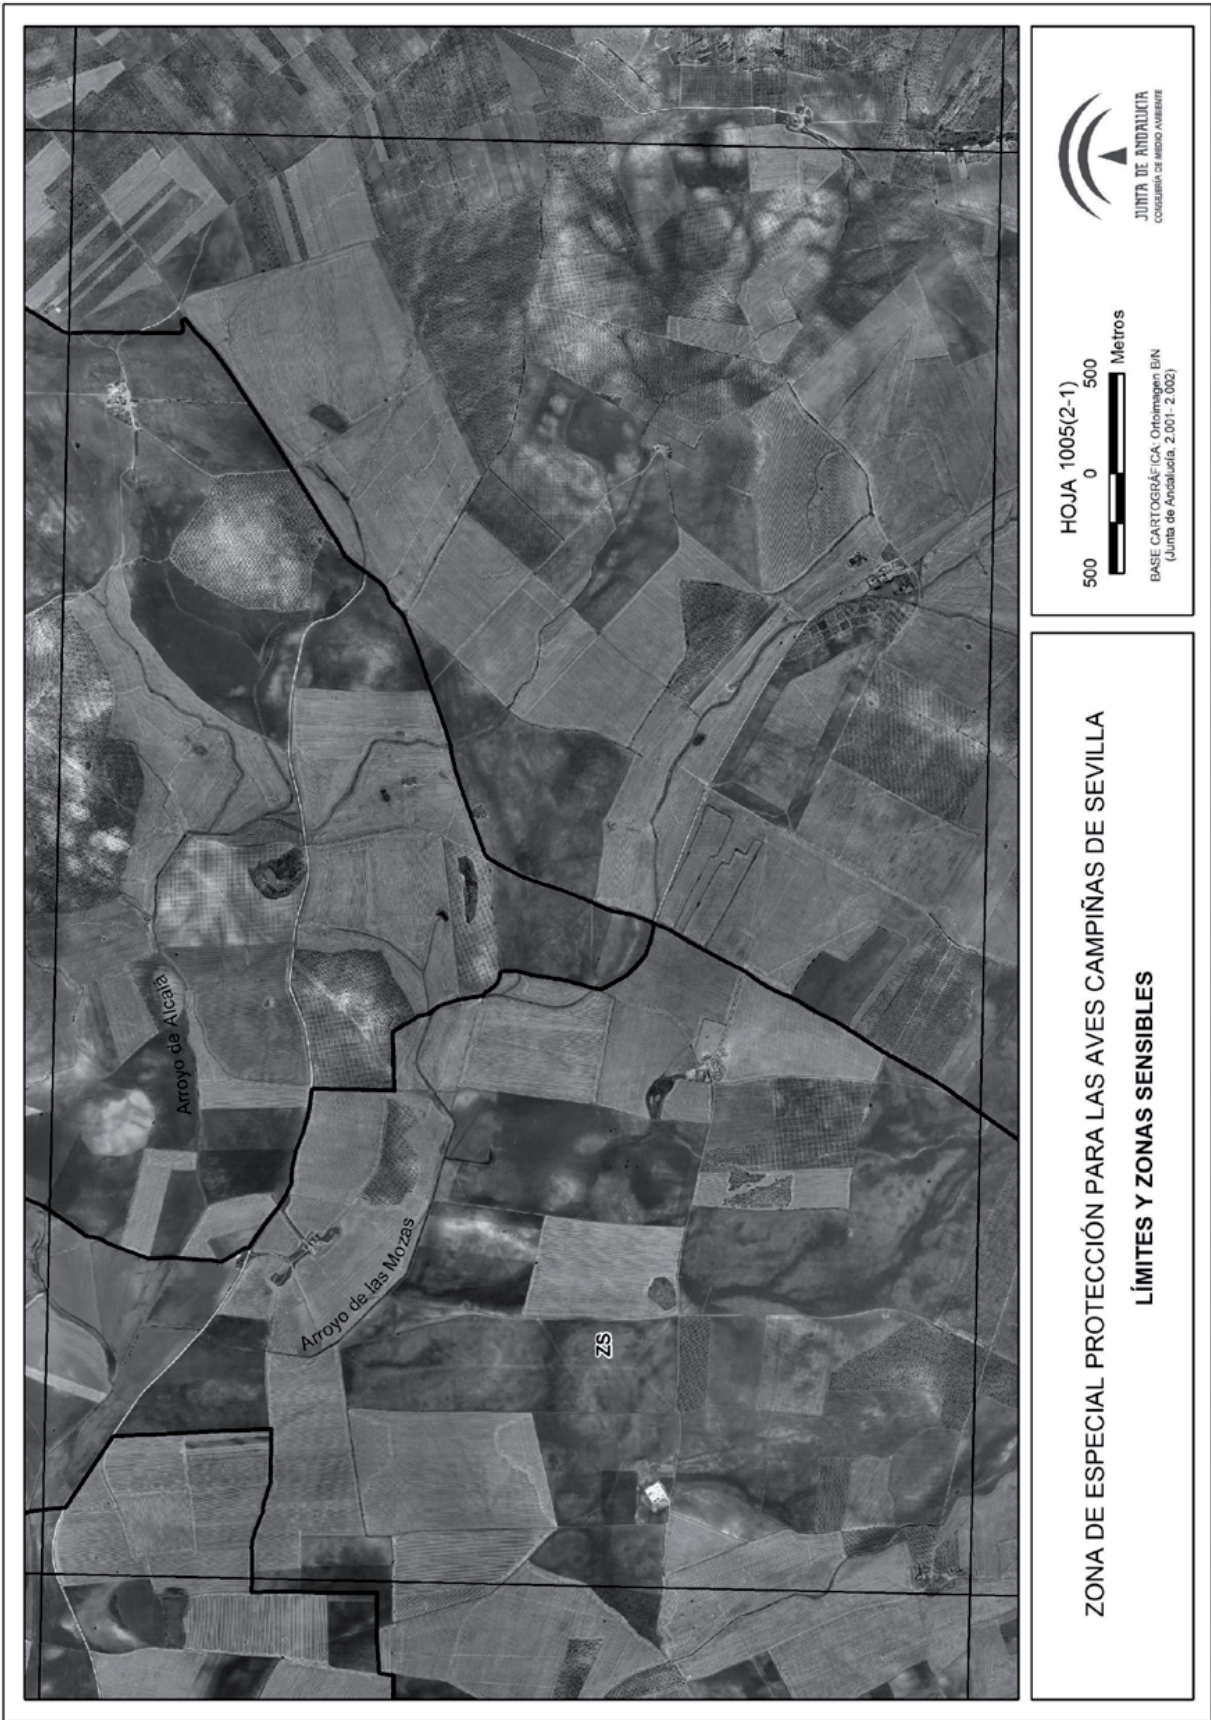 Arroyo de Alcalá
Arroyo de las Mozas
ZS
ZONA DE ESPECIAL PROTECCIÓN PARA LAS AVES CAMPIÑAS DE SEVILLA
LÍMITES Y ZONAS SENSIBLES
HOJA 1005(2-1)
500 0 500
Metros
BASE CARTOGRÁFICA: Ortoimagen B/N
(Junta de Andalucía, 2.001- 2.002)
JUNTA DE ANDALUCIA
CONSEJERÍA DE MEDIO AMBIENTE